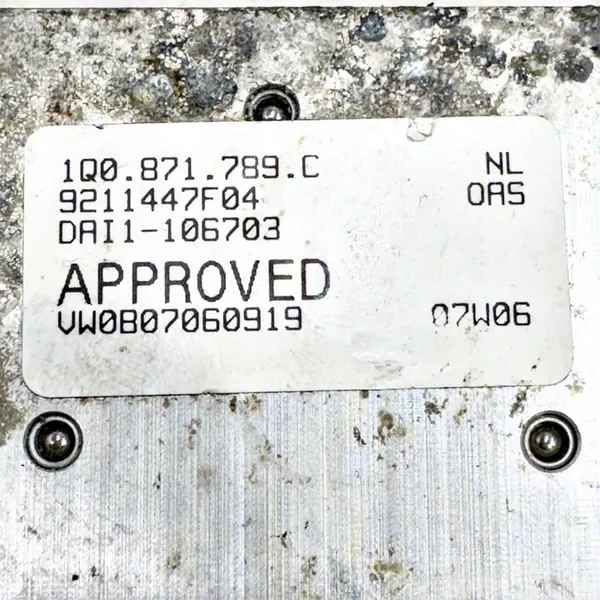 1Q0.871.789.C NL
9211447F04 OAS
DAI1-106703
APPROVED
VW0B07060919 07W06